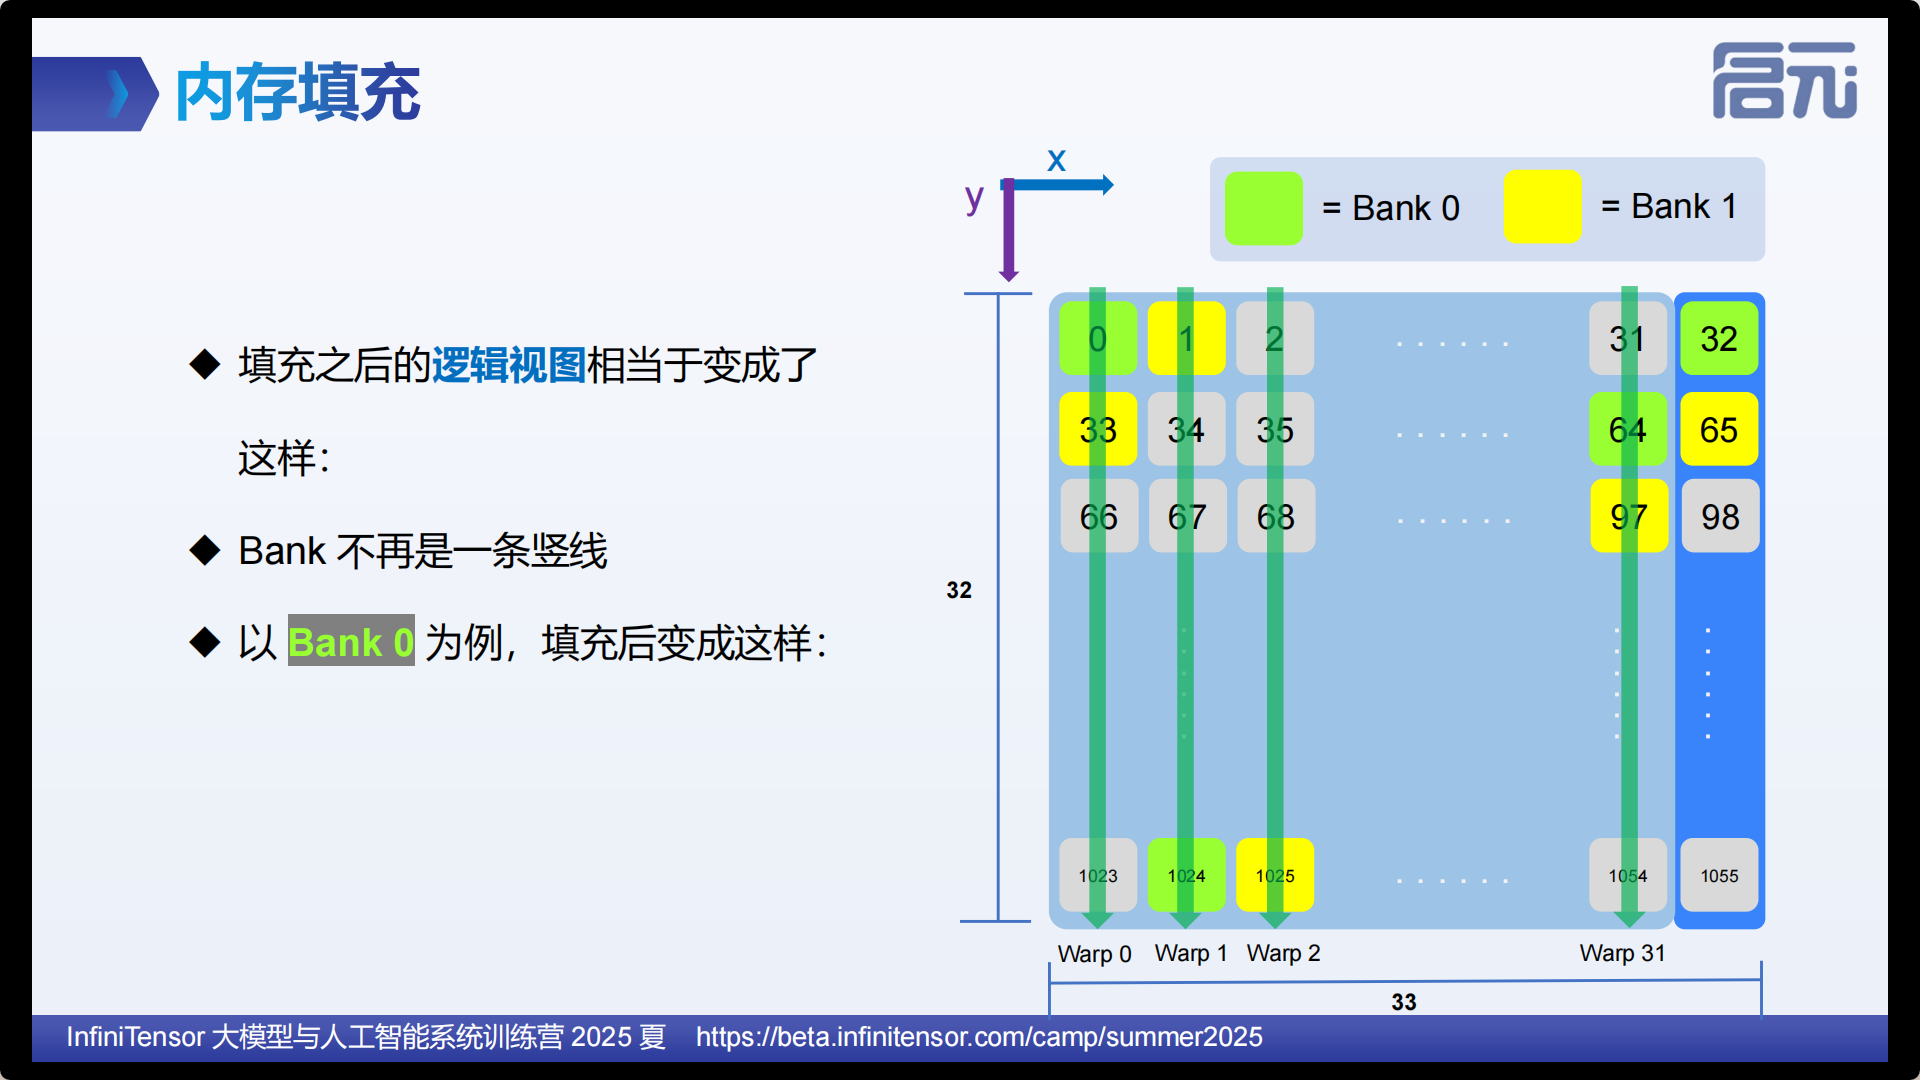 内存填充
启元
x
y
= Bank 0
= Bank 1
填充之后的逻辑视图相当于变成了
这样：
Bank 不再是一条竖线
以 Bank 0 为例，填充后变成这样：
0 1 2 ...... 31 32
33 34 35 ...... 64 65
66 67 68 ...... 97 98
32
1023 1024 1025 ...... 1054 1055
Warp 0 Warp 1 Warp 2 Warp 31
33
InfiniTensor 大模型与人工智能系统训练营 2025 夏 https://beta.infinitensor.com/camp/summer2025